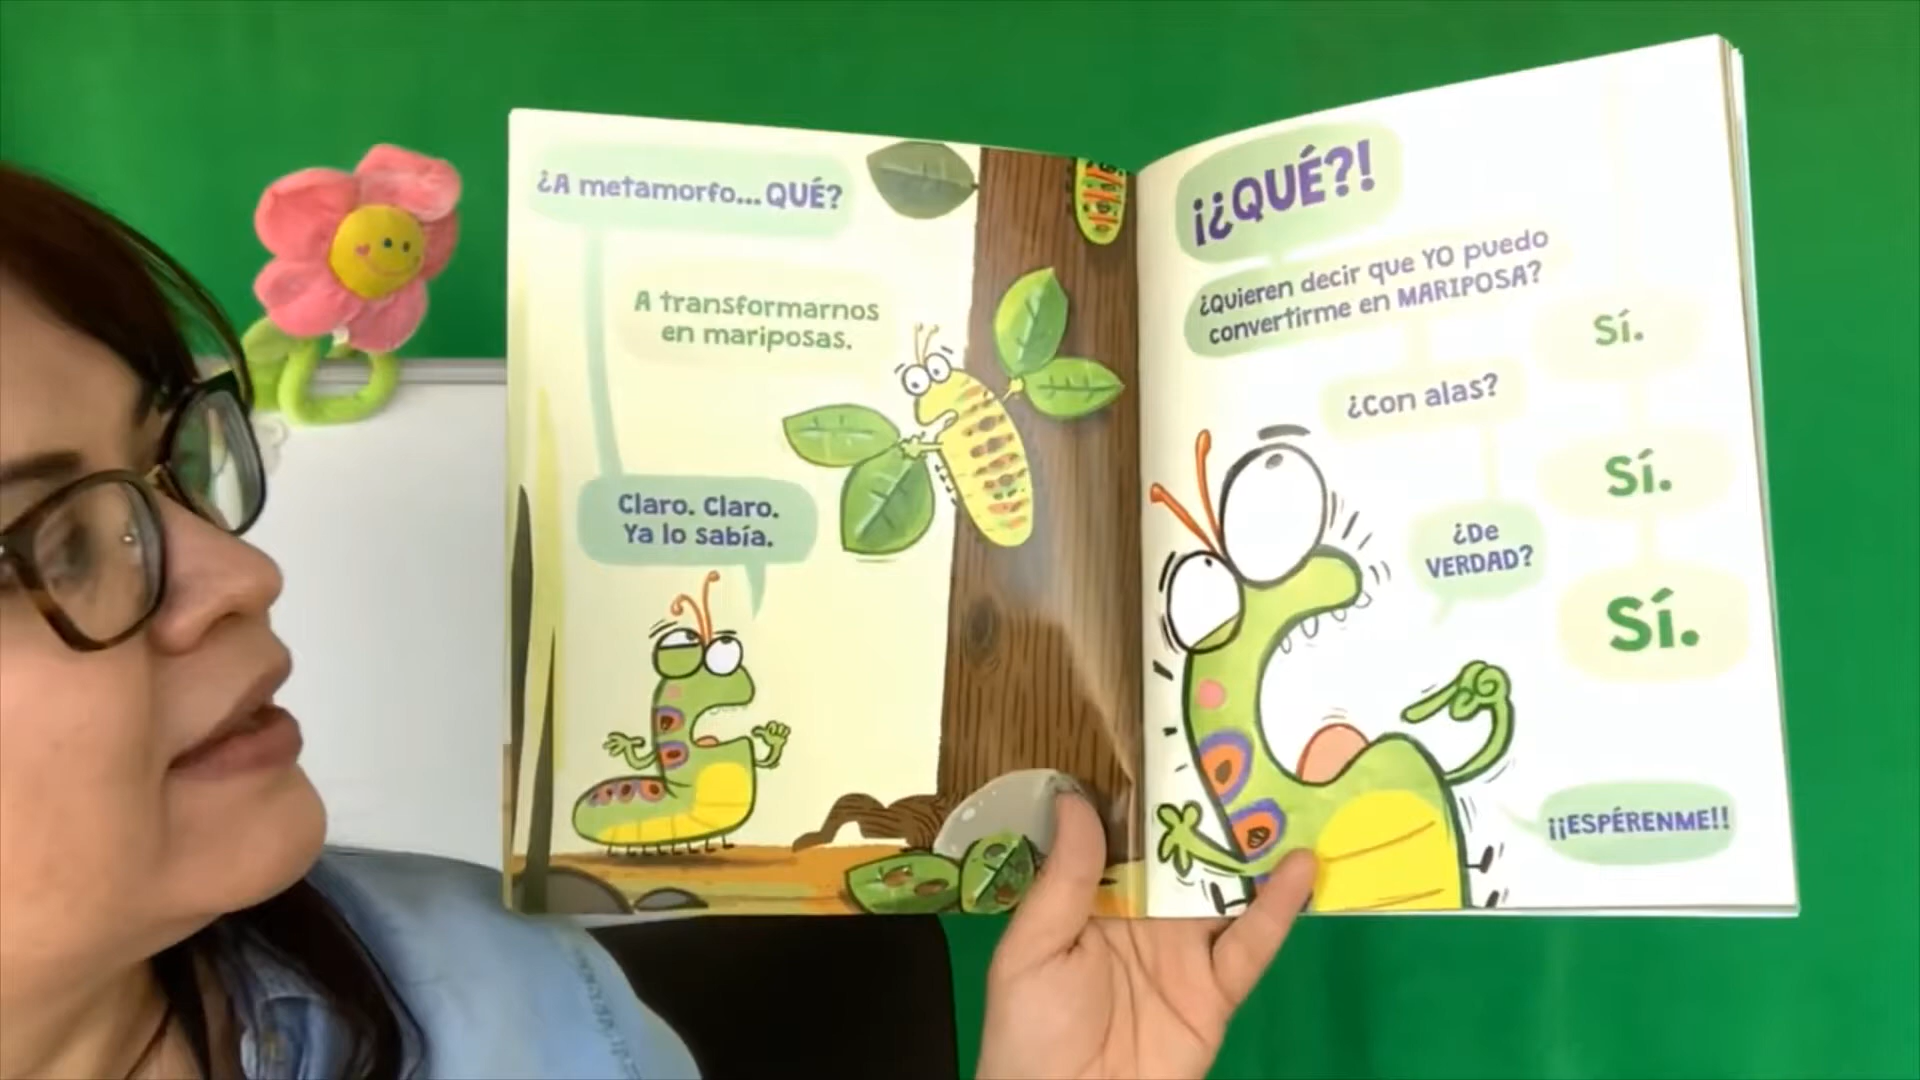 ¿A metamorfo... QUÉ?
A transformarnos
en mariposas.
Claro. Claro.
Ya lo sabía.
¡¿QUÉ?!
¿Quieren decir que YO puedo
convertirme en MARIPOSA?
Sí.
¿Con alas?
Sí.
¿De
VERDAD?
Sí.
¡¡ESPÉRENME!!